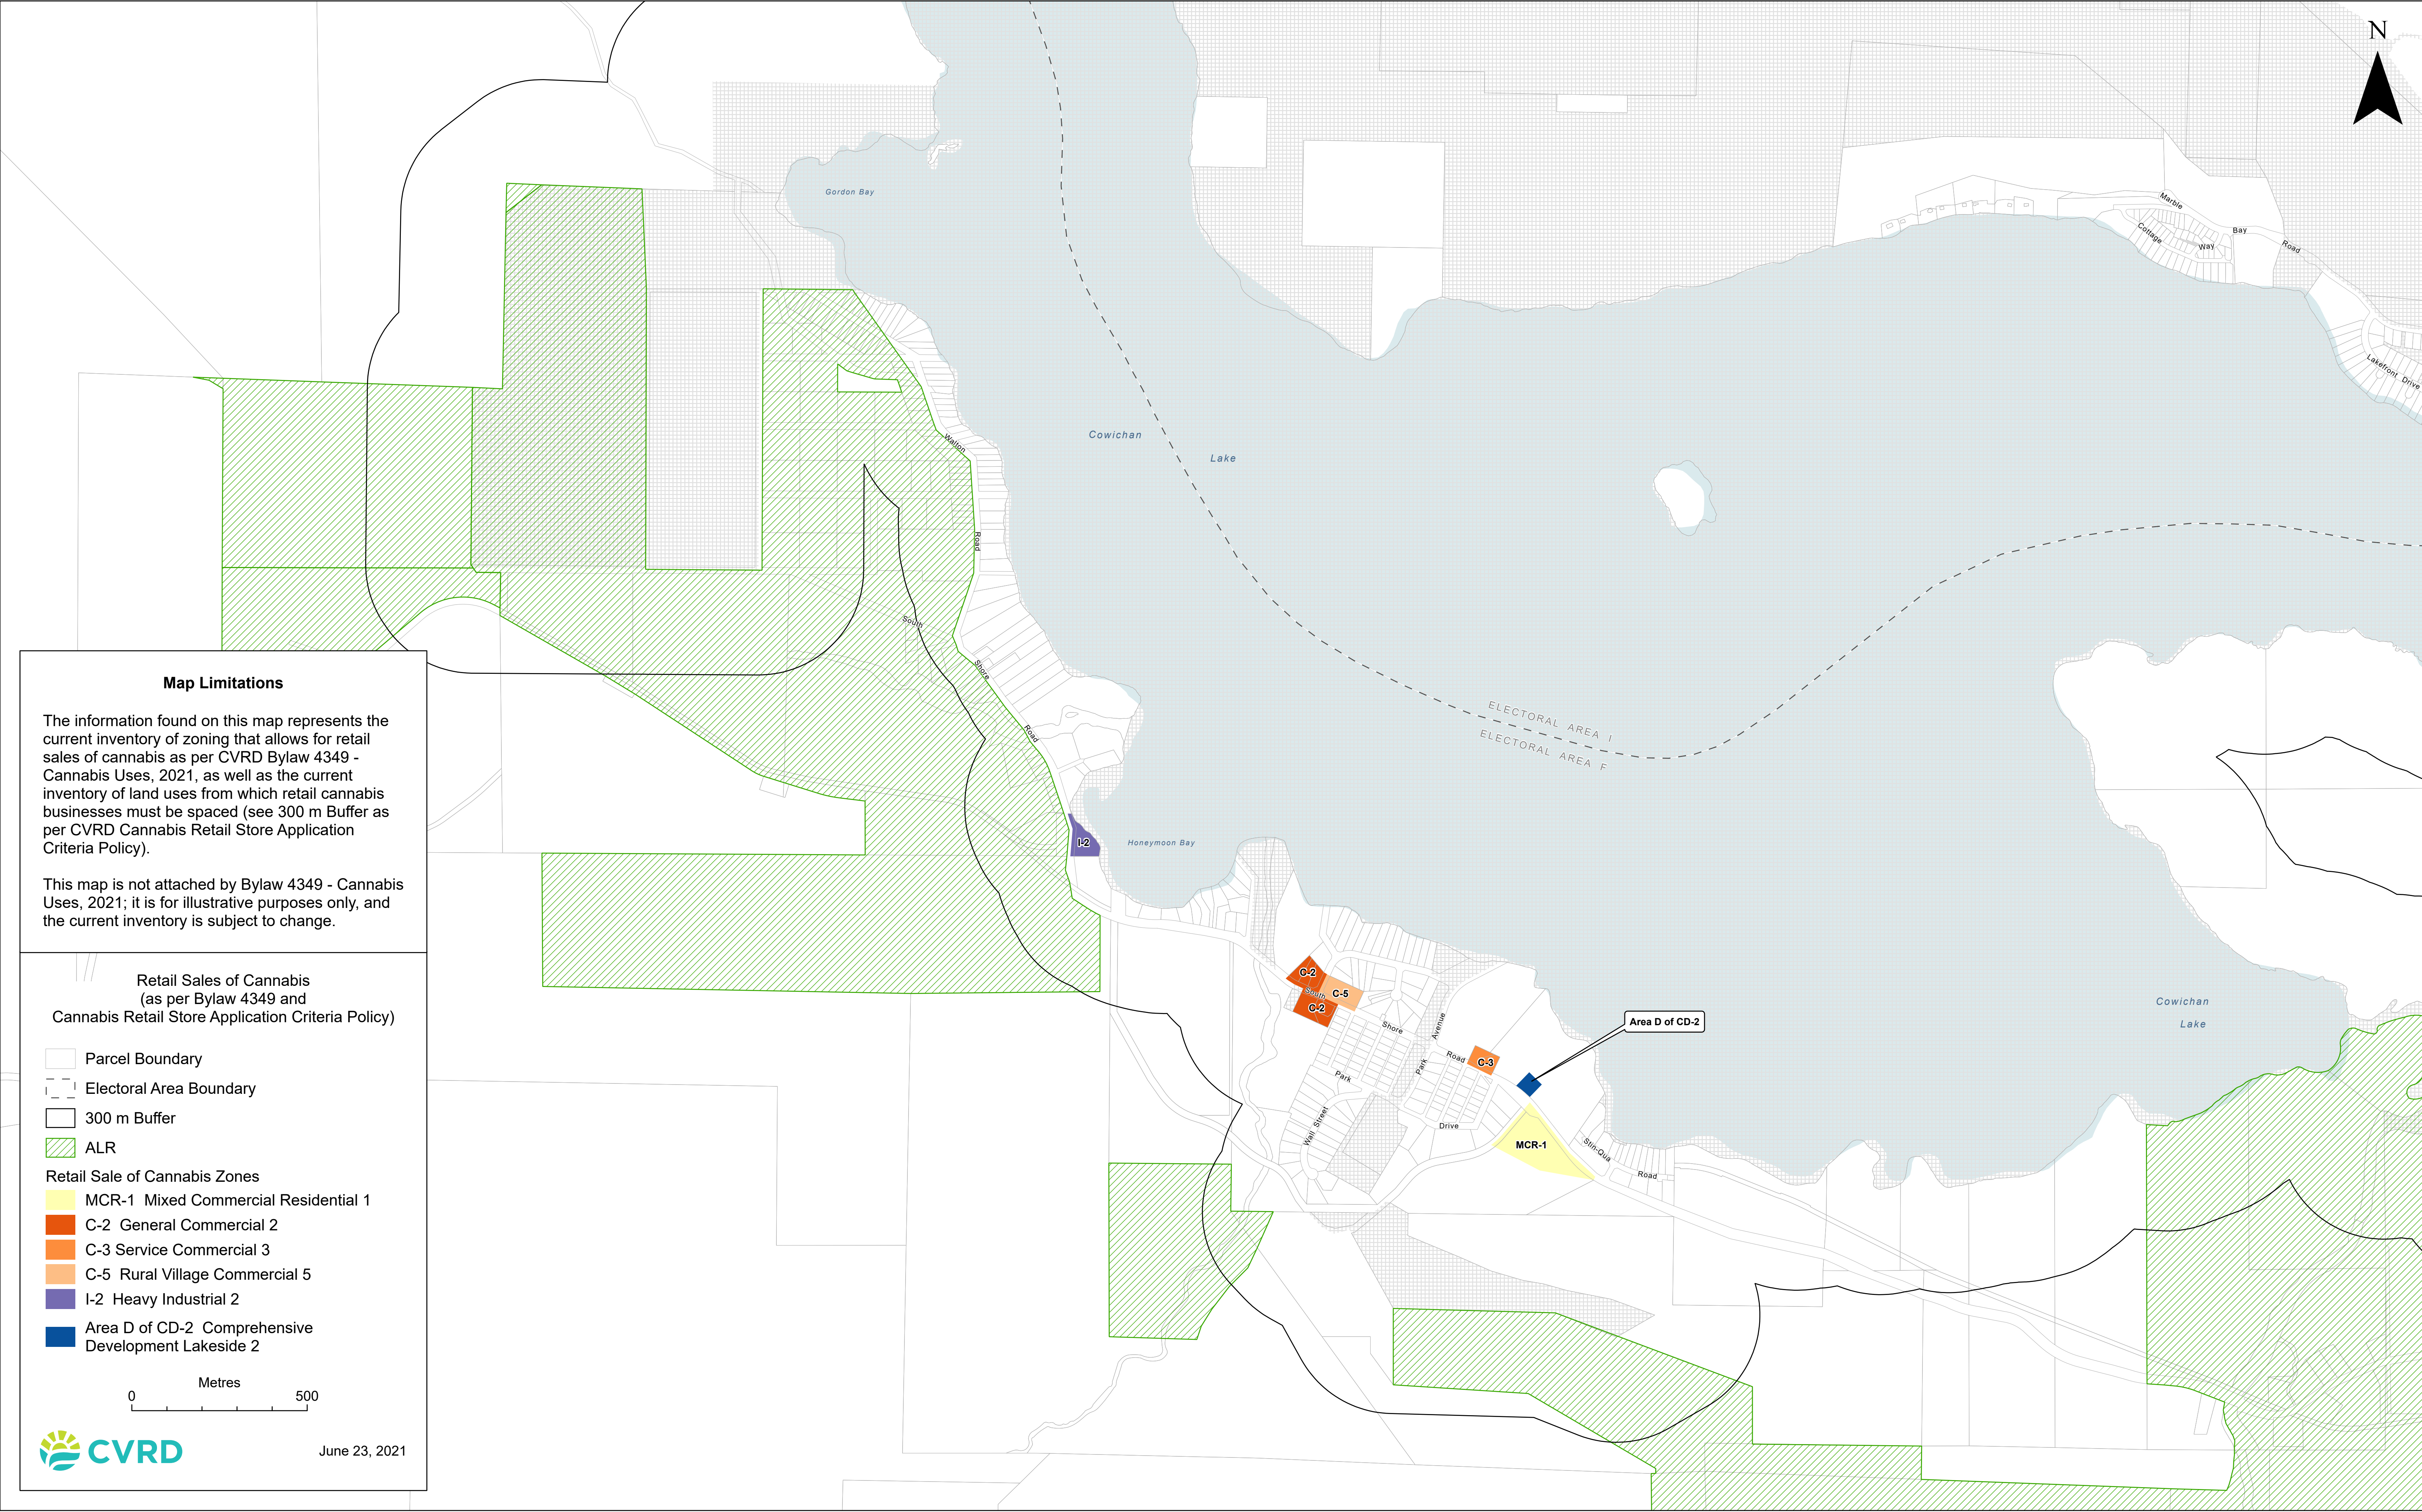 N
Gordon Bay
Marble
Cottage
Way
Bay
Road
Lakefront Drive
Cowichan
Lake
Walton
Road
South
Shore
Road
ELECTORAL AREA I
ELECTORAL AREA F
I-2
Honeymoon Bay
C-2
South
C-5
C-2
Shore
Avenue
Park
Road
C-3
Area D of CD-2
Park
Wall Street
Drive
MCR-1
Stin-Qua
Road
Cowichan
Lake
Map Limitations
The information found on this map represents the
current inventory of zoning that allows for retail
sales of cannabis as per CVRD Bylaw 4349 -
Cannabis Uses, 2021, as well as the current
inventory of land uses from which retail cannabis
businesses must be spaced (see 300 m Buffer as
per CVRD Cannabis Retail Store Application
Criteria Policy).
This map is not attached by Bylaw 4349 - Cannabis
Uses, 2021; it is for illustrative purposes only, and
the current inventory is subject to change.
Retail Sales of Cannabis
(as per Bylaw 4349 and
Cannabis Retail Store Application Criteria Policy)
Parcel Boundary
Electoral Area Boundary
300 m Buffer
ALR
Retail Sale of Cannabis Zones
MCR-1 Mixed Commercial Residential 1
C-2 General Commercial 2
C-3 Service Commercial 3
C-5 Rural Village Commercial 5
I-2 Heavy Industrial 2
Area D of CD-2 Comprehensive
Development Lakeside 2
Metres
0 500
CVRD
June 23, 2021